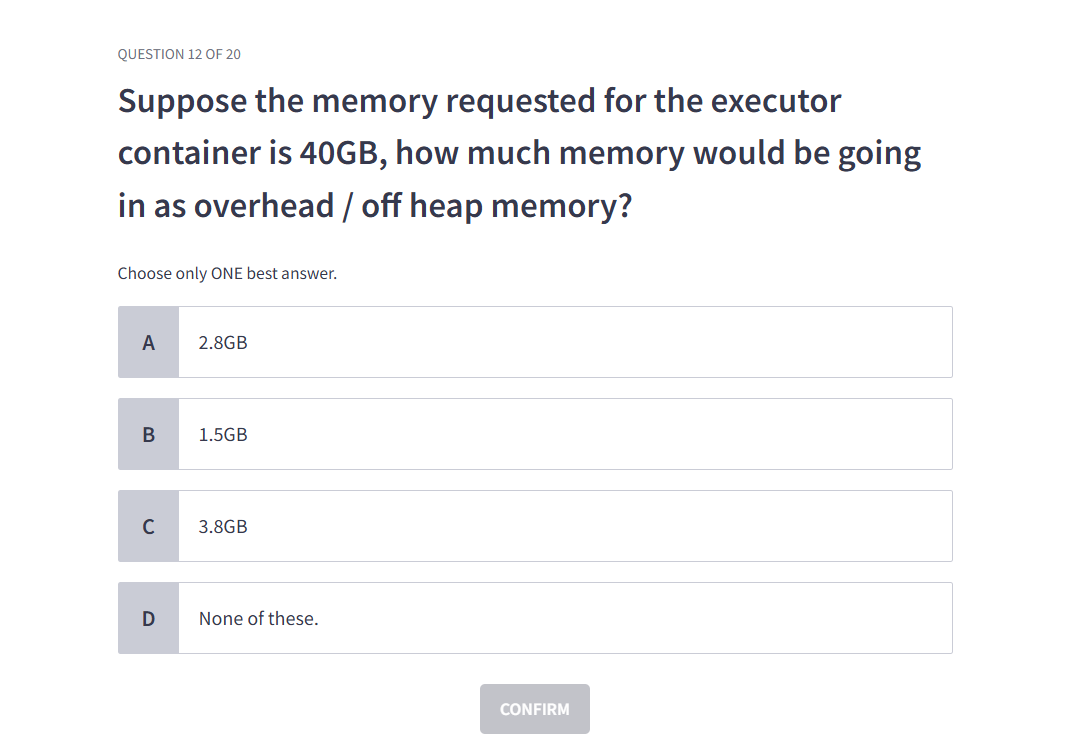 QUESTION 12 OF 20
Suppose the memory requested for the executor
container is 40GB, how much memory would be going
in as overhead / off heap memory?
Choose only ONE best answer.
A 2.8GB
B 1.5GB
C 3.8GB
D None of these.
CONFIRM